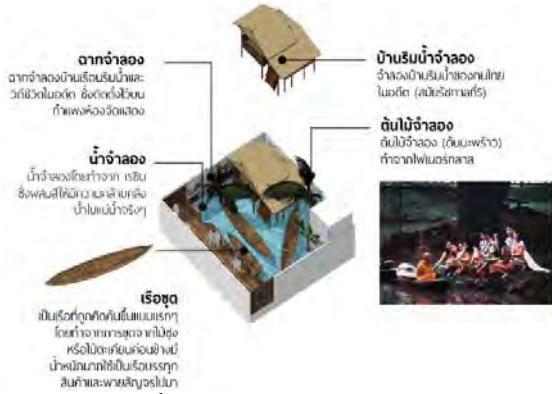 ฉากจำลอง
ฉากจำลองบ้านเรือนริมน้ำและ
วิถีชีวิตในอดีต ซึ่งติดตั้งไว้บน
กำแพงห้องจัดแสดง
น้ำจำลอง
น้ำจำลองโดยทำจาก เรซิน
ซึ่งผสมสีให้มีความคล้ายคลึง
น้ำในแม่น้ำจริงๆ
เรือขุด
เป็นเรือที่ถูกคิดค้นขึ้นแบบแรกๆ
โดยทำจากการขุดจากไม้ซุง
หรือไม้ตะเคียนค่อนข้างมี
น้ำหนักมากใช้เป็นเรือบรรทุก
สินค้าและพายสัญจรไปมา
บ้านริมน้ำจำลอง
จำลองบ้านริมน้ำของคนไทย
ในอดีต (สมัยรัชกาลที่5)
ต้นไม้จำลอง
ต้นไม้จำลอง (ต้นมะพร้าว)
ทำจากไฟเบอร์กลาส